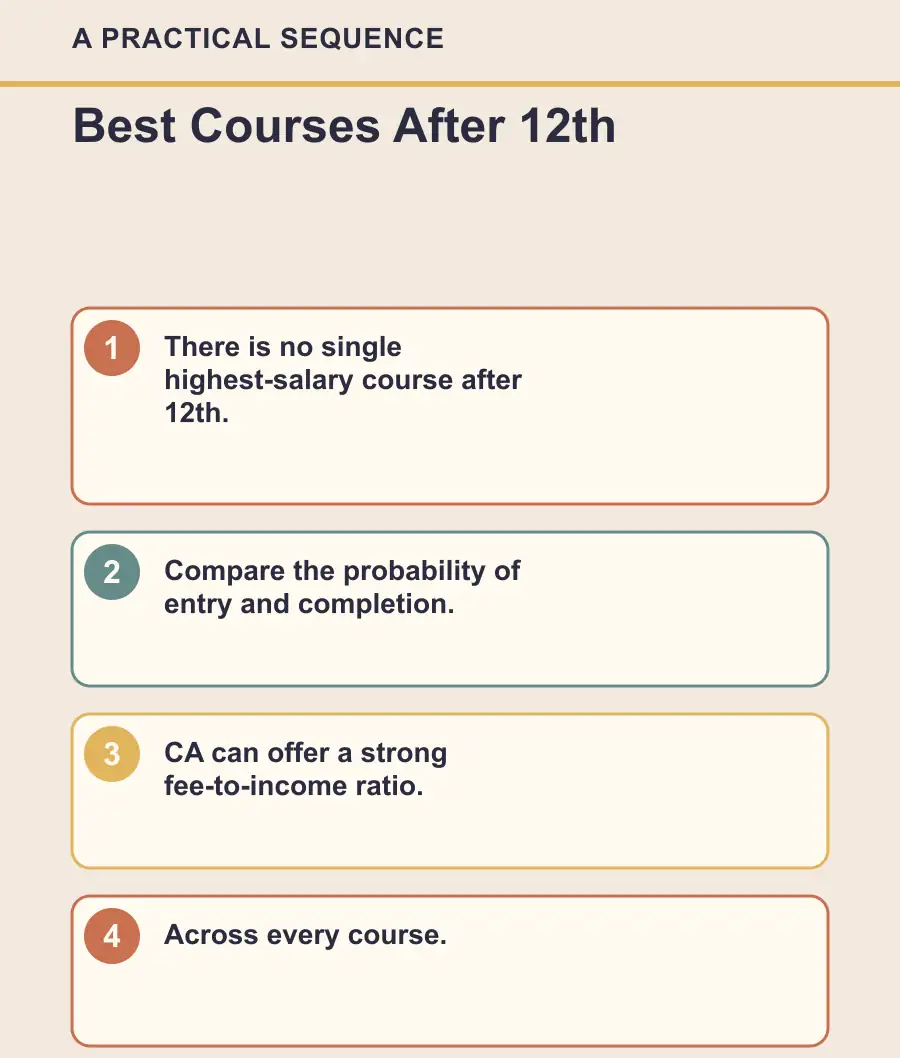 A PRACTICAL SEQUENCE
Best Courses After 12th
1
There is no single
highest-salary course after
12th.
2
Compare the probability of
entry and completion.
3
CA can offer a strong
fee-to-income ratio.
4
Across every course.